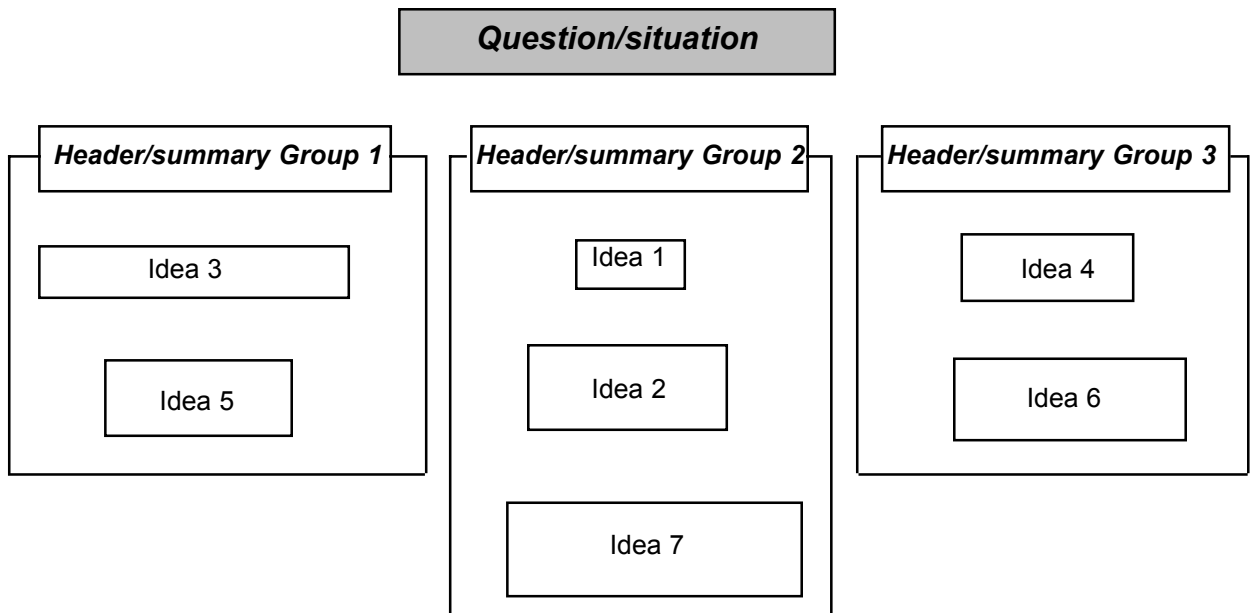 Question/situation
Header/summary Group 1
Header/summary Group 2
Header/summary Group 3
Idea 3
Idea 1
Idea 4
Idea 5
Idea 2
Idea 6
Idea 7